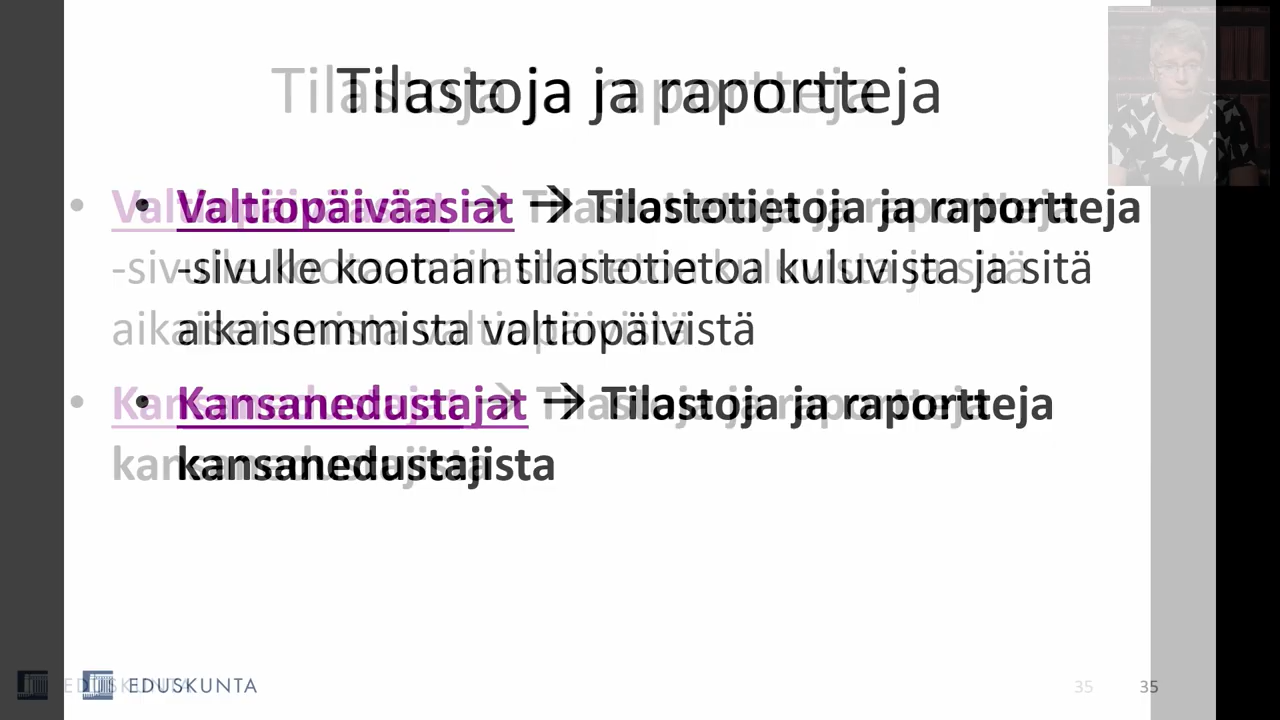 Tilastoja ja raportteja
• Valtiopäiväasiat → Tilastotietoja ja raportteja
-sivulle kootaan tilastotietoa kuluvista ja sitä
aikaisemmista valtiopäivistä
• Kansanedustajat → Tilastoja ja raportteja
kansanedustajista
EDUSKUNTA
35